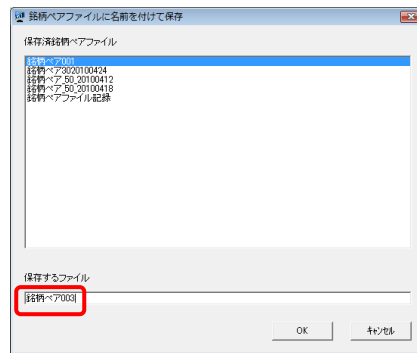 銘柄ペアファイルに名前を付けて保存
保存済銘柄ペアファイル
銘柄ペア001
銘柄ペア3020100424
銘柄ペア_50_20100412
銘柄ペア_50_20100418
銘柄ペアファイル記録
保存するファイル
銘柄ペア003
OK
キャンセル